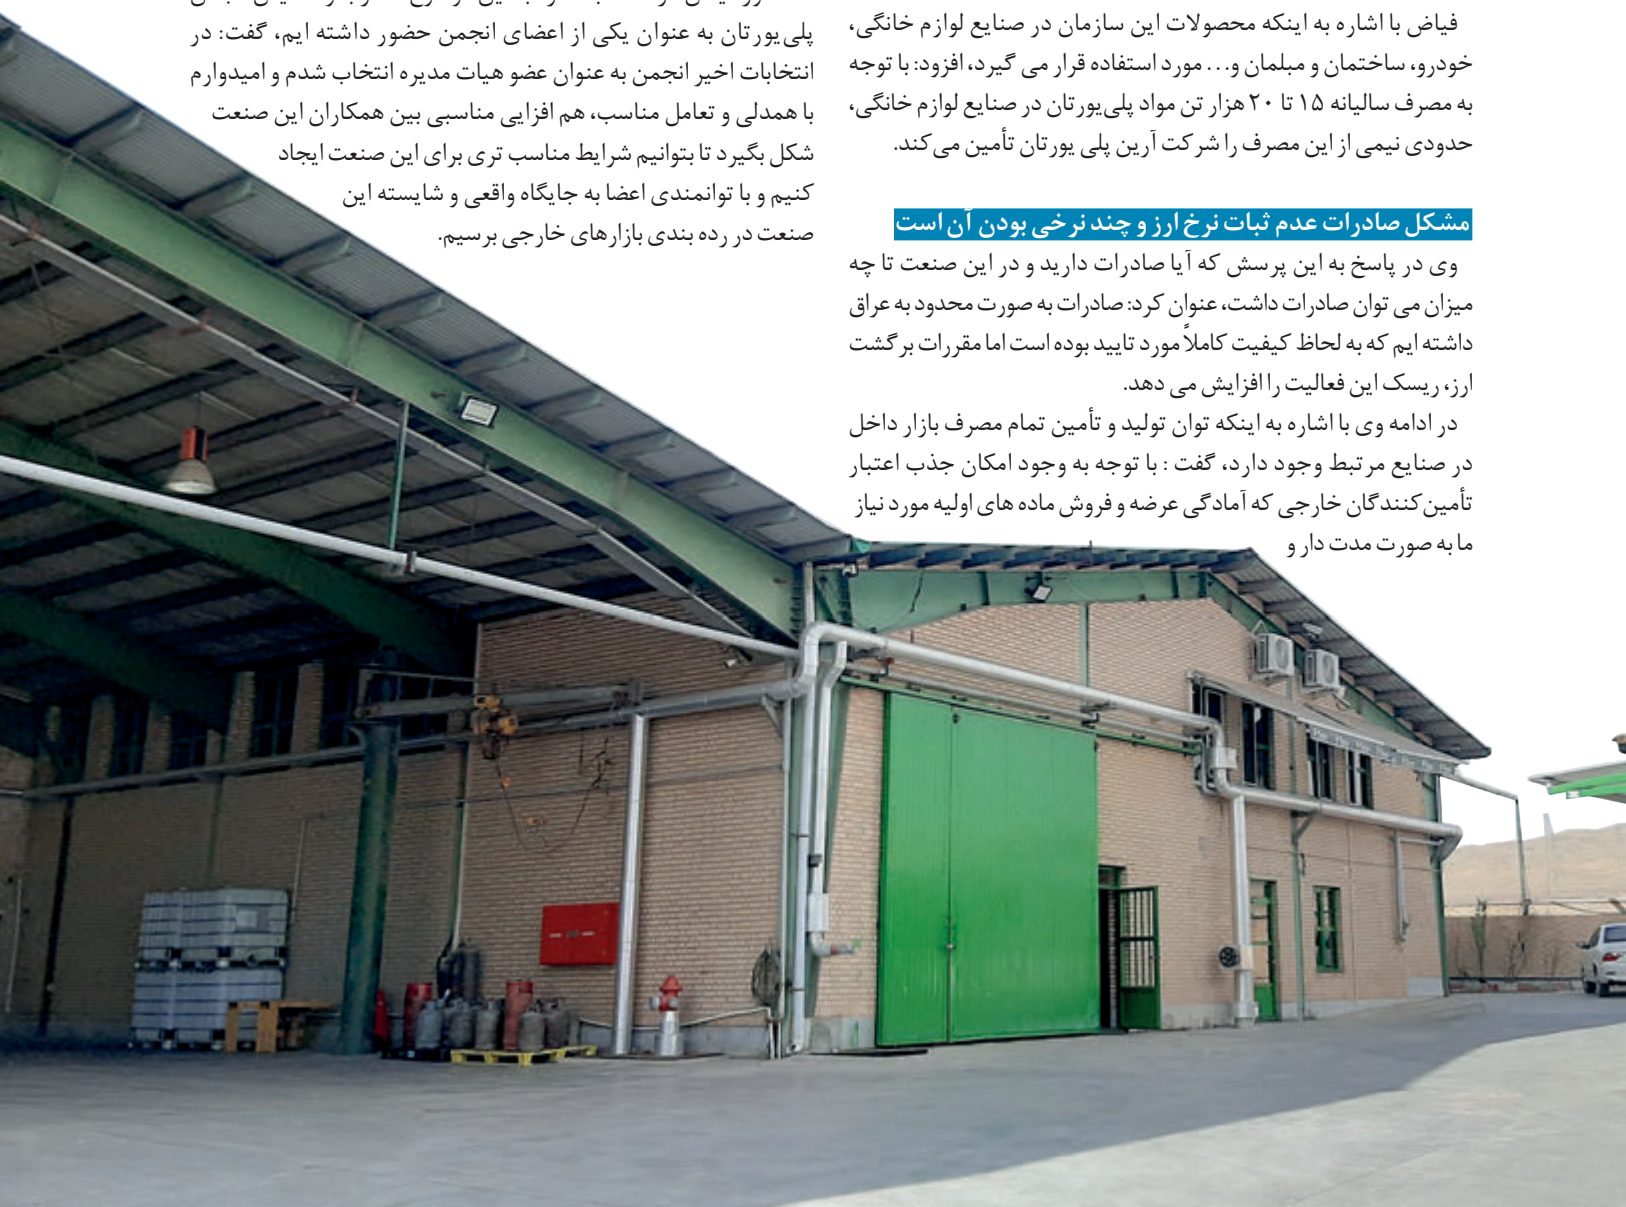 فیاض با اشاره به اینکه محصولات این سازمان در صنایع لوازم خانگی،
خودرو، ساختمان و مبلمان و... مورد استفاده قرار می گیرد، افزود: با توجه
به مصرف سالیانه ۱۵ تا ۲۰ هزار تن مواد پلی‌یورتان در صنایع لوازم خانگی،
حدودی نیمی از این مصرف را شرکت آرین پلی یورتان تأمین می‌کند.
مشکل صادرات عدم ثبات نرخ ارز و چند نرخی بودن آن است
وی در پاسخ به این پرسش که آیا صادرات دارید و در این صنعت تا چه
میزان می توان صادرات داشت، عنوان کرد: صادرات به صورت محدود به عراق
داشته ایم که به لحاظ کیفیت کاملاً مورد تایید بوده است اما مقررات برگشت
ارز، ریسک این فعالیت را افزایش می دهد.
در ادامه وی با اشاره به اینکه توان تولید و تأمین تمام مصرف بازار داخل
در صنایع مرتبط وجود دارد، گفت : با توجه به وجود امکان جذب اعتبار
تأمین‌کنندگان خارجی که آمادگی عرضه و فروش ماده های اولیه مورد نیاز
ما به صورت مدت دار و
پلی‌یورتان به عنوان یکی از اعضای انجمن حضور داشته ایم، گفت: در
انتخابات اخیر انجمن به عنوان عضو هیات مدیره انتخاب شدم و امیدوارم
با همدلی و تعامل مناسب، هم افزایی مناسبی بین همکاران این صنعت
شکل بگیرد تا بتوانیم شرایط مناسب تری برای این صنعت ایجاد
کنیم و با توانمندی اعضا به جایگاه واقعی و شایسته این
صنعت در رده بندی بازارهای خارجی برسیم.